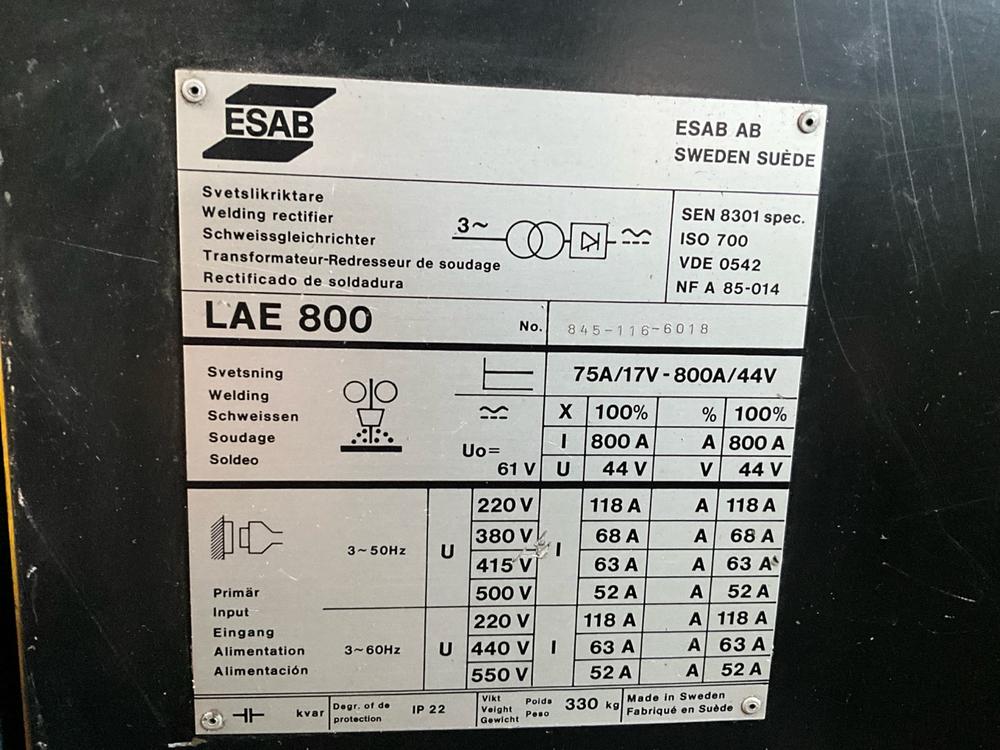 ESAB
ESAB AB
SWEDEN SUÈDE
Svetslikriktare
Welding rectifier
Schweissgleichrichter
Transformateur-Redresseur de soudage
Rectificado de soldadura
3~
SEN 8301 spec.
ISO 700
VDE 0542
NF A 85-014
LAE 800
No. 845-116-6018
Svetsning
Welding
Schweissen
Soudage
Soldeo
Uo=
61 V
75A/17V - 800A/44V
X 100% % 100%
I 800 A A 800 A
U 44 V V 44 V
Primär
Input
Eingang
Alimentation
Alimentación
3~50Hz
U I
220 V 118 A A 118 A
380 V 68 A A 68 A
415 V 63 A A 63 A
500 V 52 A A 52 A
3~60Hz
U I
220 V 118 A A 118 A
440 V 63 A A 63 A
550 V 52 A A 52 A
kvar
Degr. of de
protection
IP 22
Vikt Poids
Veight Peso
Gewicht
330 kg
Made in Sweden
Fabriqué en Suède